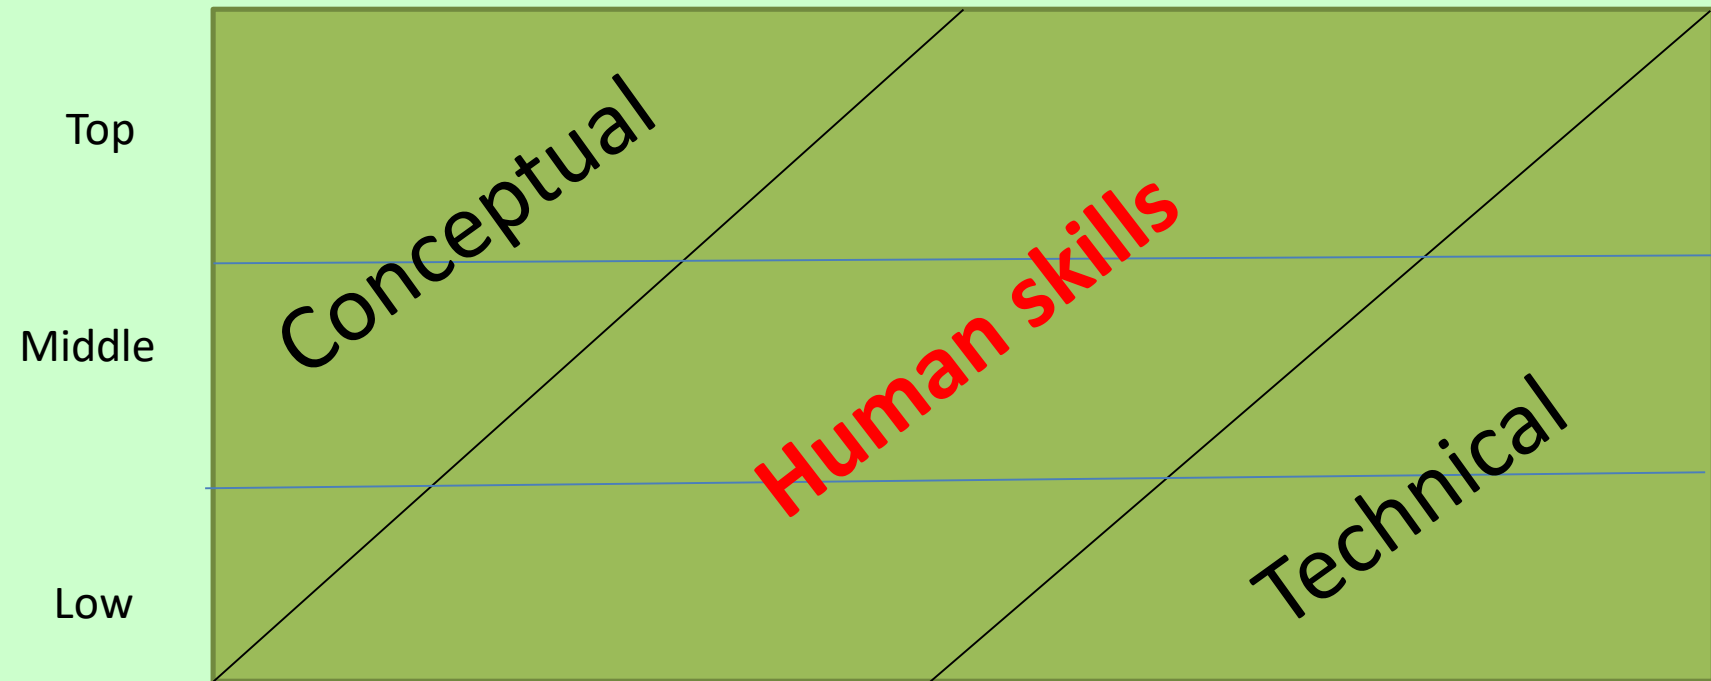 Top
Conceptual
Human skills
Middle
Technical
Low